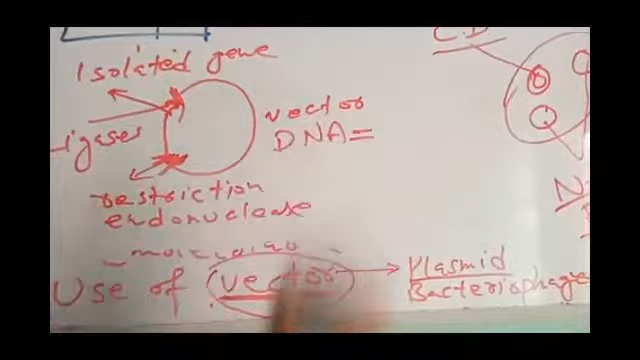 C.D
Isolated gene
ligases
vector
DNA=
restriction
endonuclease
Use of vector → Plasmid
Bacteriophage